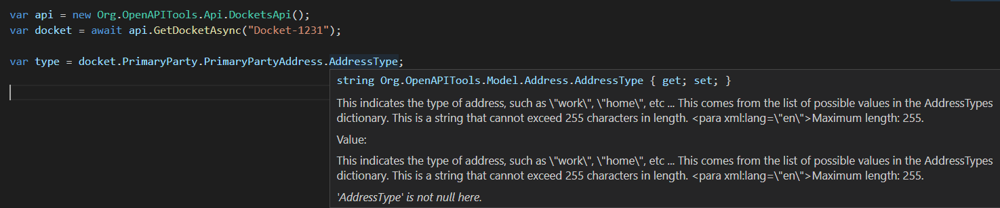 var api = new Org.OpenAPITools.Api.DocketsApi();
var docket = await api.GetDocketAsync("Docket-1231");
var type = docket.PrimaryParty.PrimaryPartyAddress.AddressType;
string Org.OpenAPITools.Model.Address.AddressType { get; set; }
This indicates the type of address, such as \"work\", \"home\", etc ... This comes from the list of possible values in the AddressTypes
dictionary. This is a string that cannot exceed 255 characters in length. <para xml:lang=\"en\">Maximum length: 255.
Value:
This indicates the type of address, such as \"work\", \"home\", etc ... This comes from the list of possible values in the AddressTypes
dictionary. This is a string that cannot exceed 255 characters in length. <para xml:lang=\"en\">Maximum length: 255.
'AddressType' is not null here.